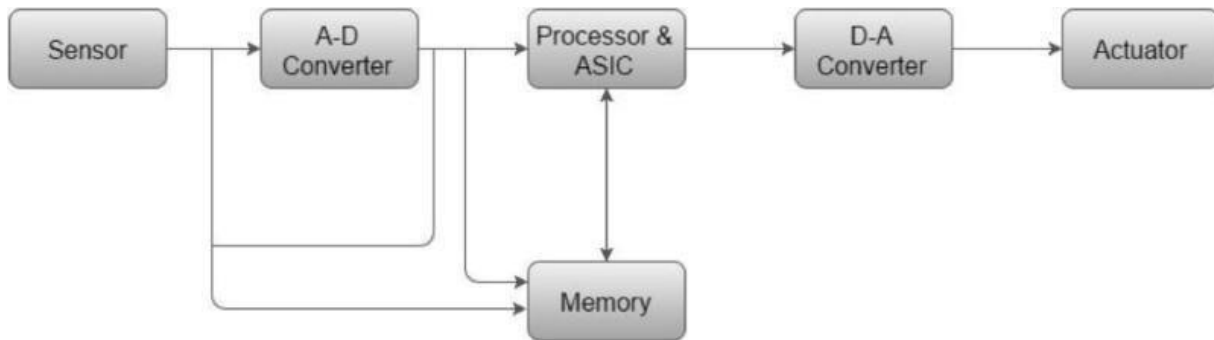 Sensor
A-D
Converter
Processor &
ASIC
D-A
Converter
Actuator
Memory